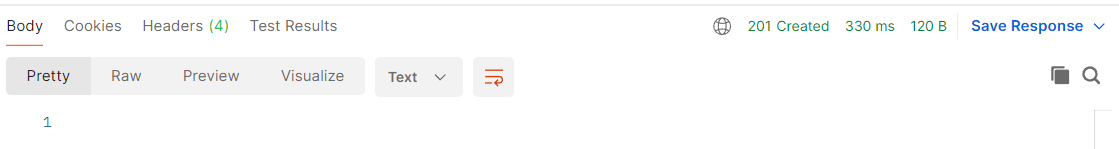 Body Cookies Headers (4) Test Results 201 Created 330 ms 120 B Save Response
Pretty Raw Preview Visualize Text
1